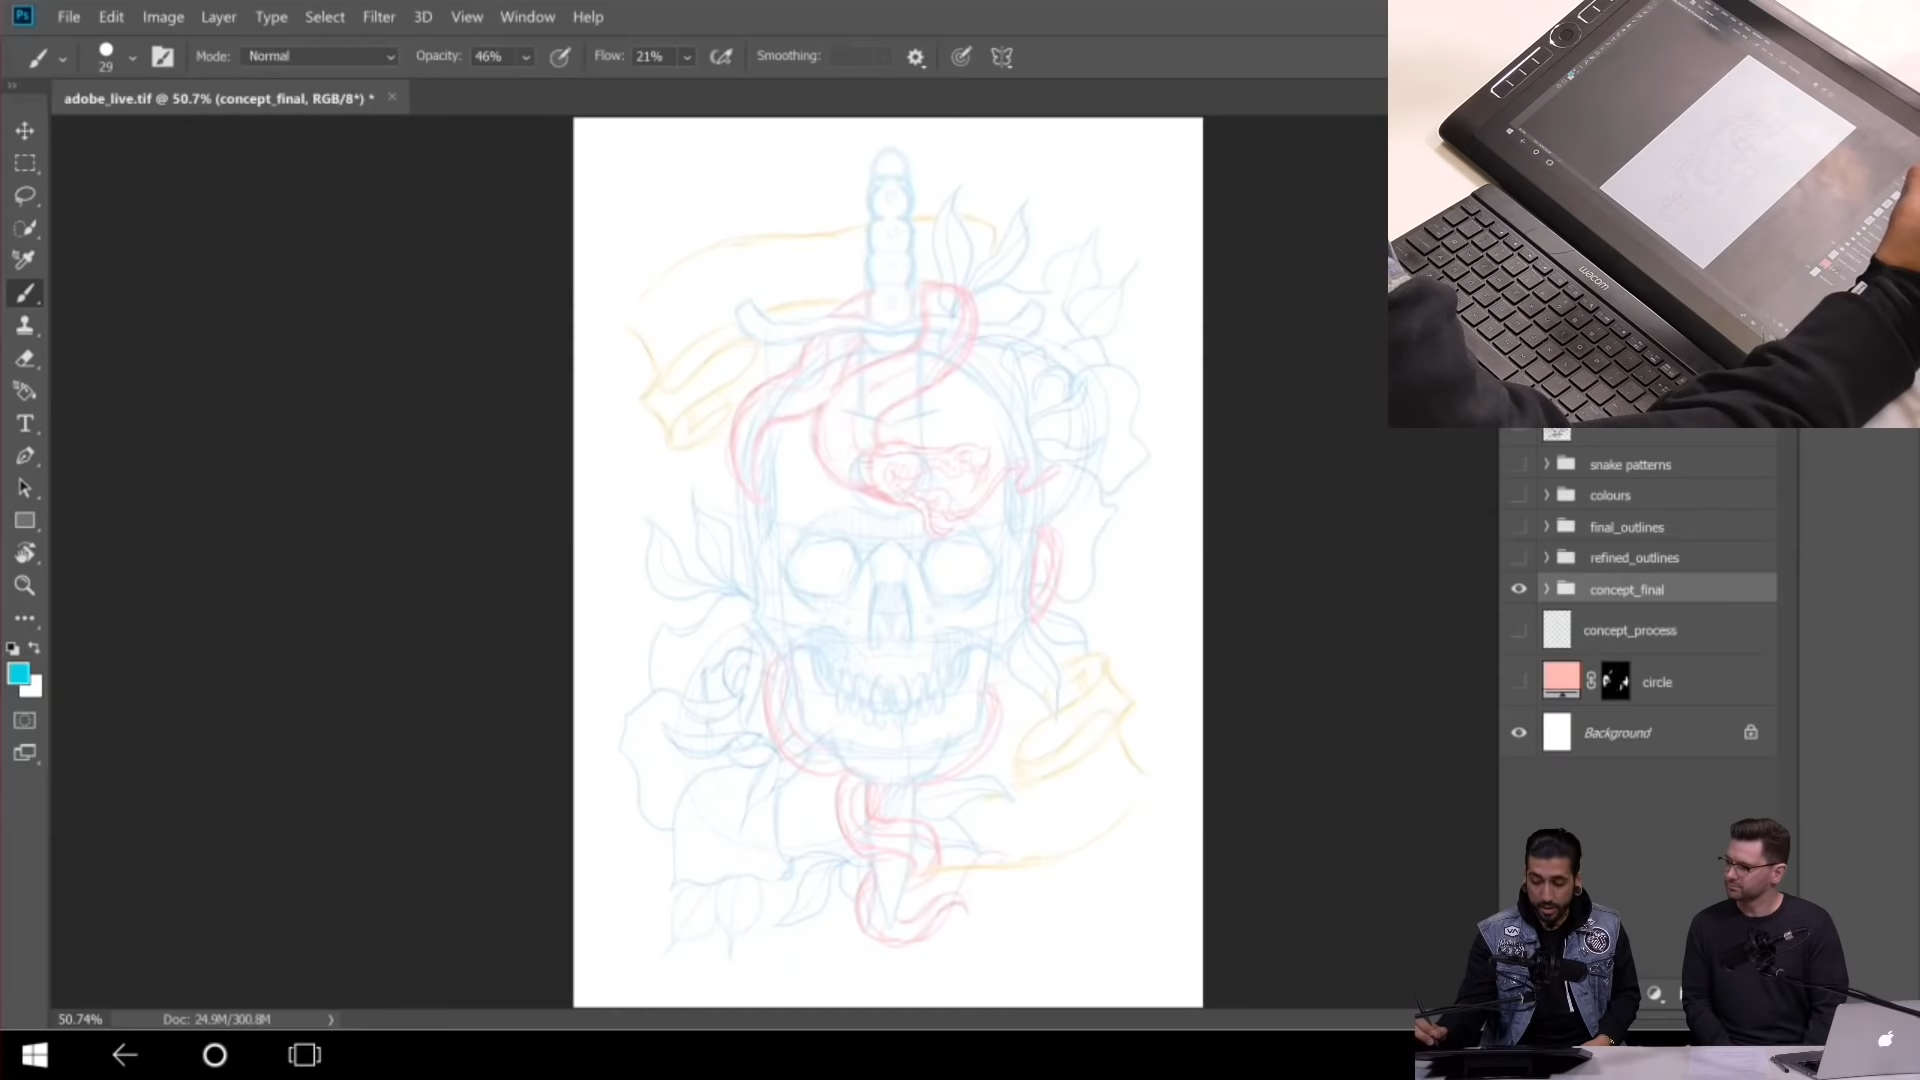 Ps File Edit Image Layer Type Select Filter 3D View Window Help
29 Mode: Normal Opacity: 46% Flow: 21% Smoothing:
adobe_live.tif @ 50.7% (concept_final, RGB/8*) * ×
wacom
snake patterns
colours
final_outlines
refined_outlines
concept_final
concept_process
circle
Background
50.74% Doc: 24.9M/300.8M